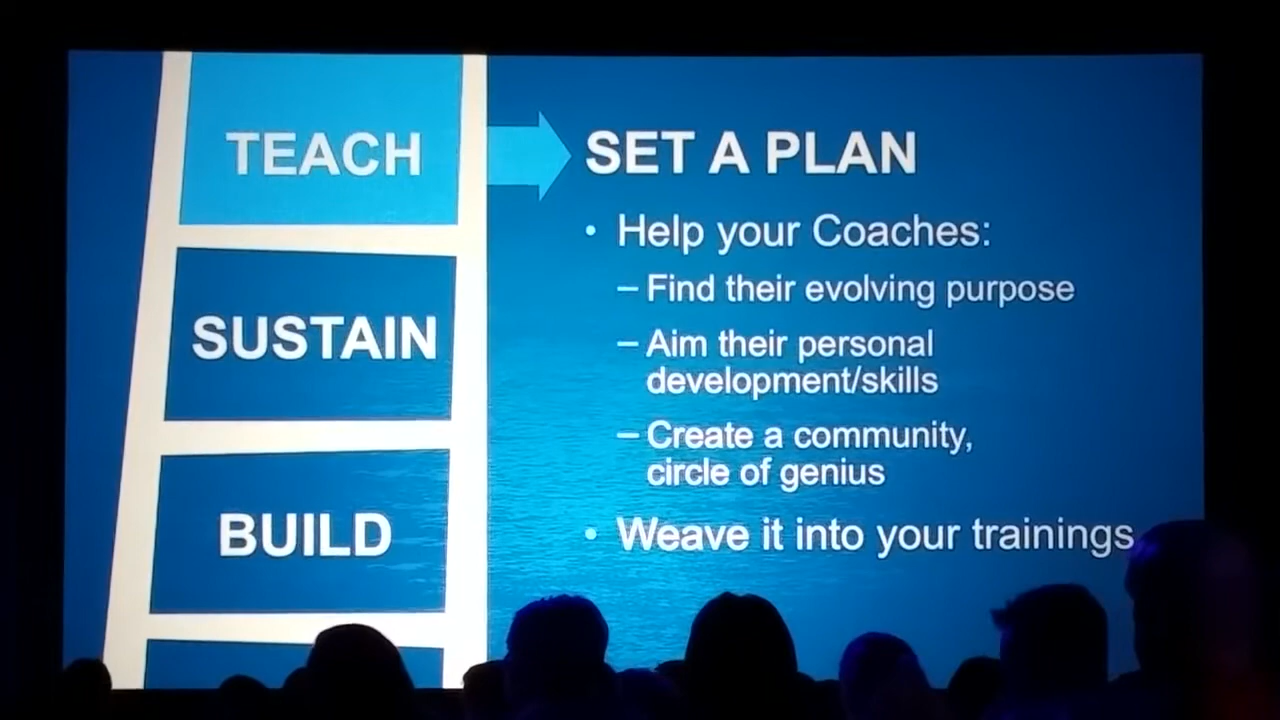 TEACH
SUSTAIN
BUILD
SET A PLAN
• Help your Coaches:
– Find their evolving purpose
– Aim their personal
development/skills
– Create a community,
circle of genius
• Weave it into your trainings